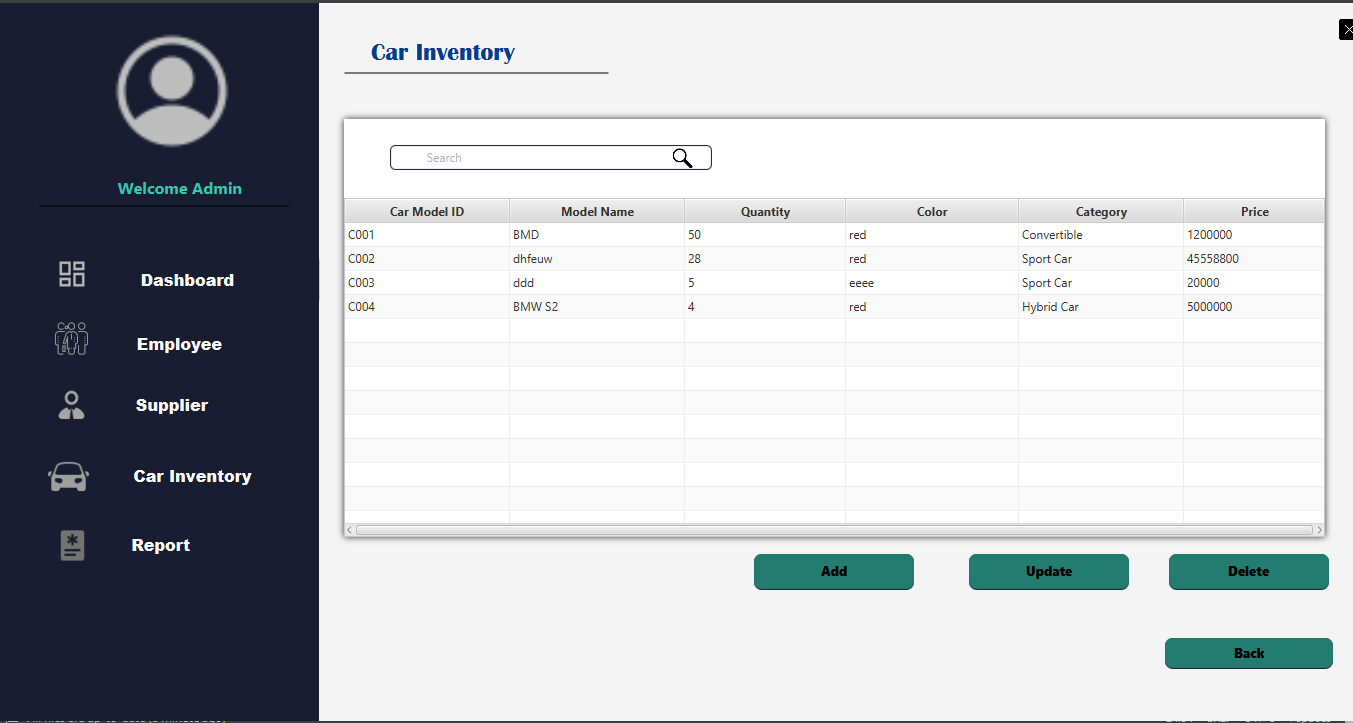 Car Inventory
Welcome Admin
Search
Car Model ID Model Name Quantity Color Category Price
C001 BMD 50 red Convertible 1200000
C002 dhfeuw 28 red Sport Car 45558800
C003 ddd 5 eeee Sport Car 20000
C004 BMW S2 4 red Hybrid Car 5000000
Dashboard
Employee
Supplier
Car Inventory
Report
Add Update Delete
Back